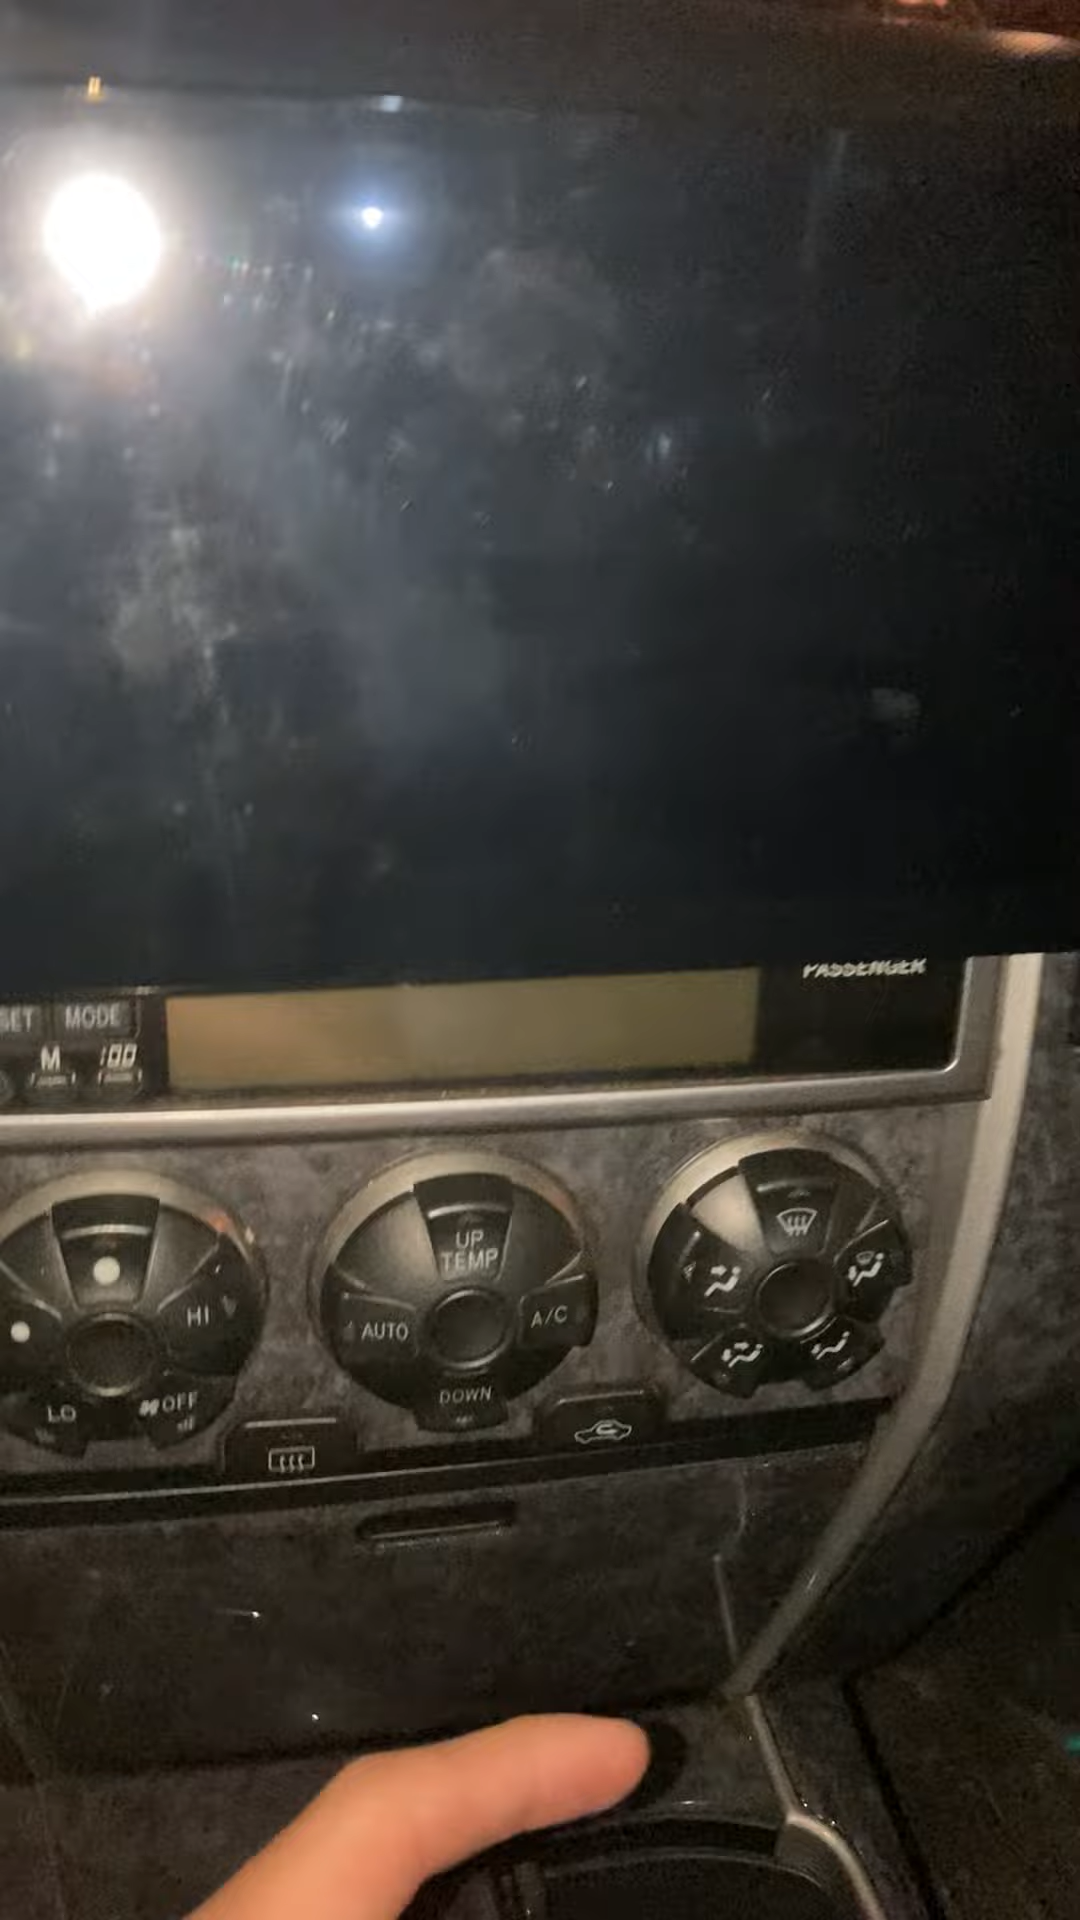 PASSENGER
SET MODE
M 100
UP
TEMP
HI AUTO A/C
LO OFF DOWN